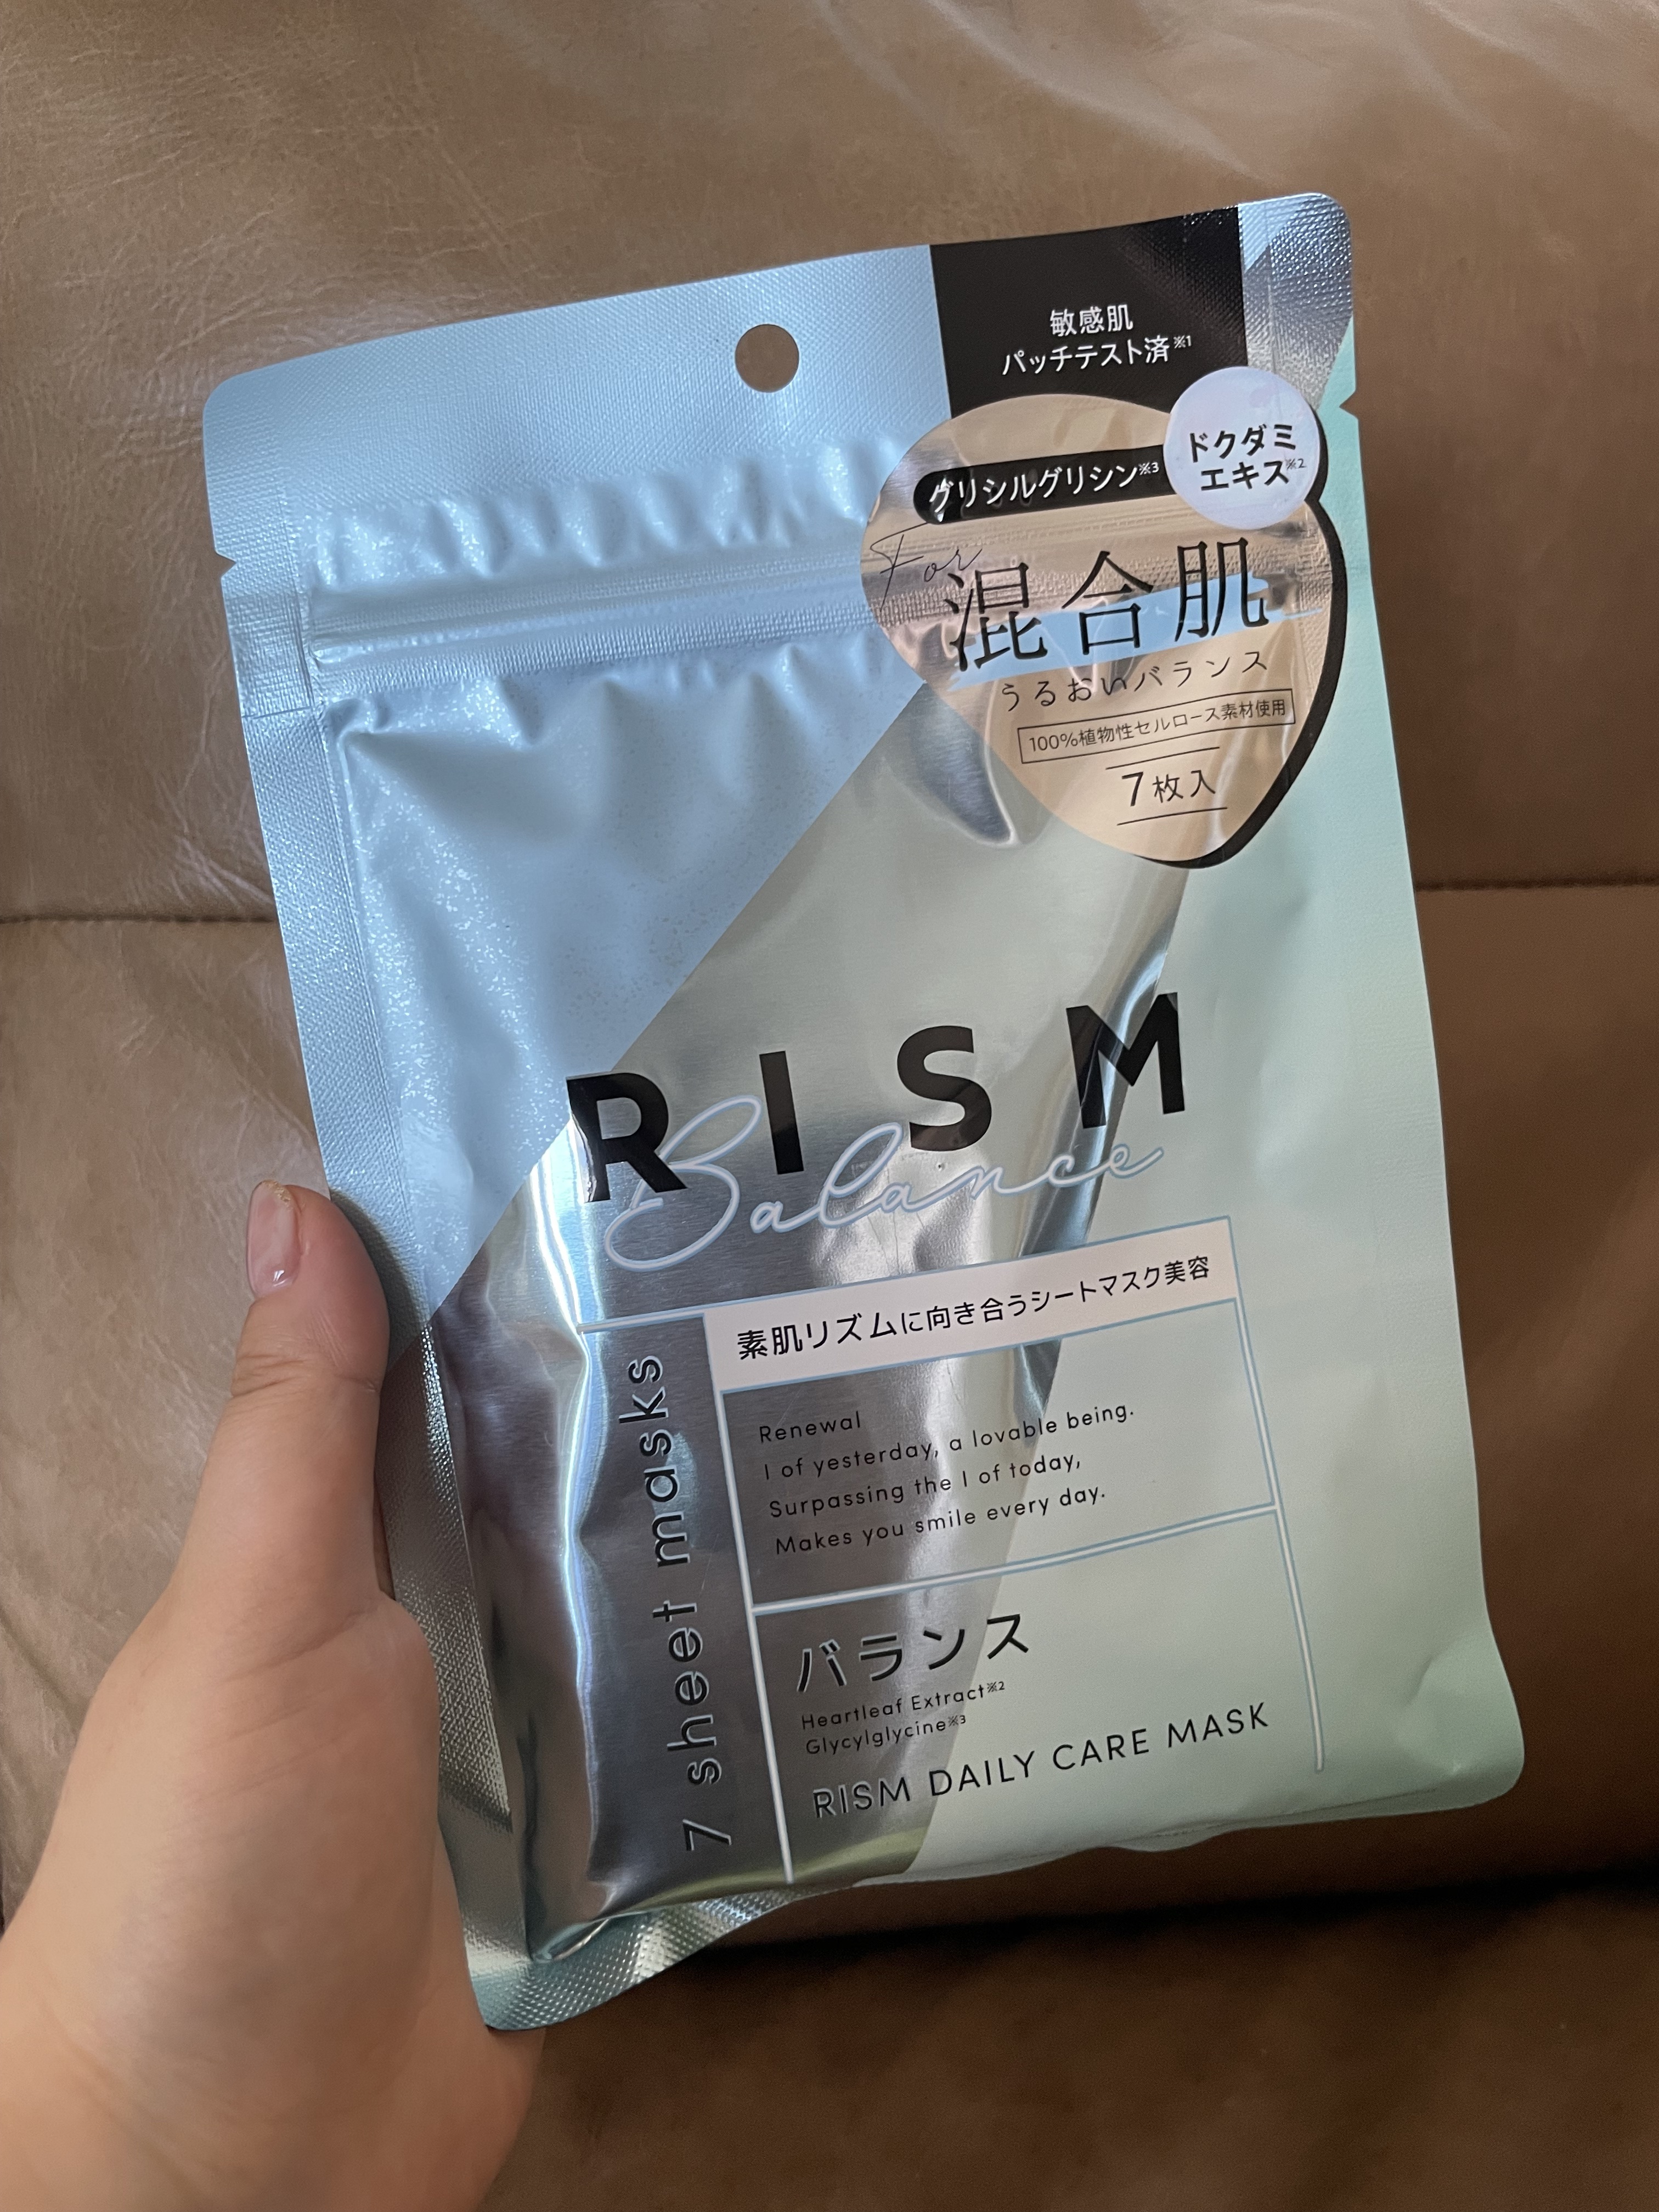 敏感肌
パッチテスト済※1
ドクダミ
エキス※2
グリシルグリシン※3
For
混合肌
うるおいバランス
100%植物性セルロース素材使用
7枚入
RISM
Balance
素肌リズムに向き合うシートマスク美容
7 sheet masks
Renewal
I of yesterday, a lovable being.
Surpassing the I of today,
Makes you smile every day.
バランス
Heartleaf Extract※2
Glycylglycine※3
RISM DAILY CARE MASK